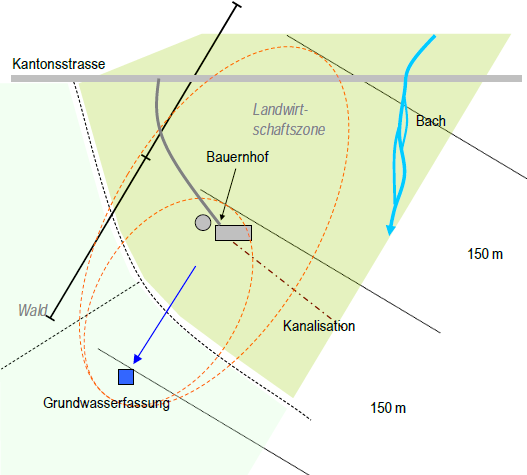 Kantonsstrasse
Landwirt-
schaftszone
Bach
Bauernhof
150 m
Wald
Kanalisation
Grundwasserfassung
150 m